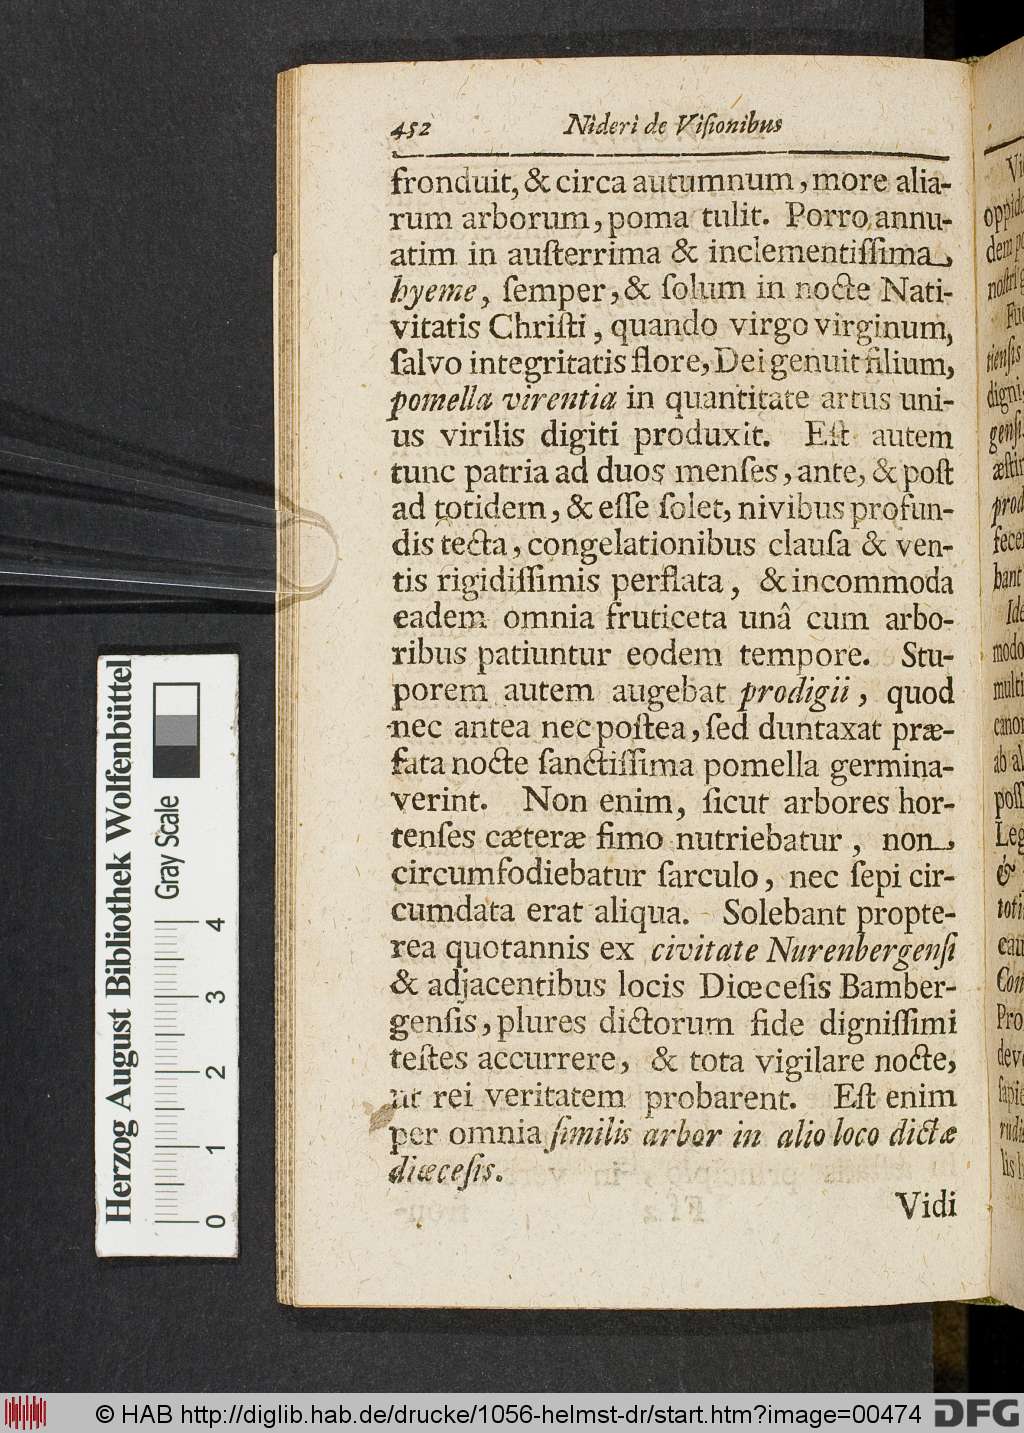 452 Nideri de Viſionibus
fronduit, & circa autumnum, more alia-
rum arborum, poma tulit. Porro annu-
atim in auſterrima & inclementiſſima
hyeme, ſemper, & ſolum in nocte Nati-
vitatis Chriſti, quando virgo virginum,
ſalvo integritatis flore, Dei genuit filium,
pomella virentia in quantitate artus uni-
us virilis digiti produxit. Eſt autem
tunc patria ad duos menſes, ante, & poſt
ad totidem, & eſſe ſolet, nivibus profun-
dis tecta, congelationibus clauſa & ven-
tis rigidiſſimis perflata, & incommoda
eadem omnia fruticeta unâ cum arbo-
ribus patiuntur eodem tempore. Stu-
porem autem augebat prodigii, quod
nec antea nec poſtea, ſed duntaxat præ-
fata nocte ſanctiſſima pomella germina-
verint. Non enim, ſicut arbores hor-
tenſes cæteræ fimo nutriebatur, non
circumfodiebatur ſarculo, nec ſepi cir-
cumdata erat aliqua. Solebant propte-
rea quotannis ex civitate Nurenbergenſi
& adjacentibus locis Diœceſis Bamber-
genſis, plures dictorum fide digniſſimi
teſtes accurrere, & tota vigilare nocte,
ut rei veritatem probarent. Eſt enim
per omnia ſimilis arbor in alio loco dictæ
diœceſis.
Vidi
Herzog August Bibliothek Wolfenbüttel
Gray Scale
0 1 2 3 4
© HAB http://diglib.hab.de/drucke/1056-helmst-dr/start.htm?image=00474
DFG